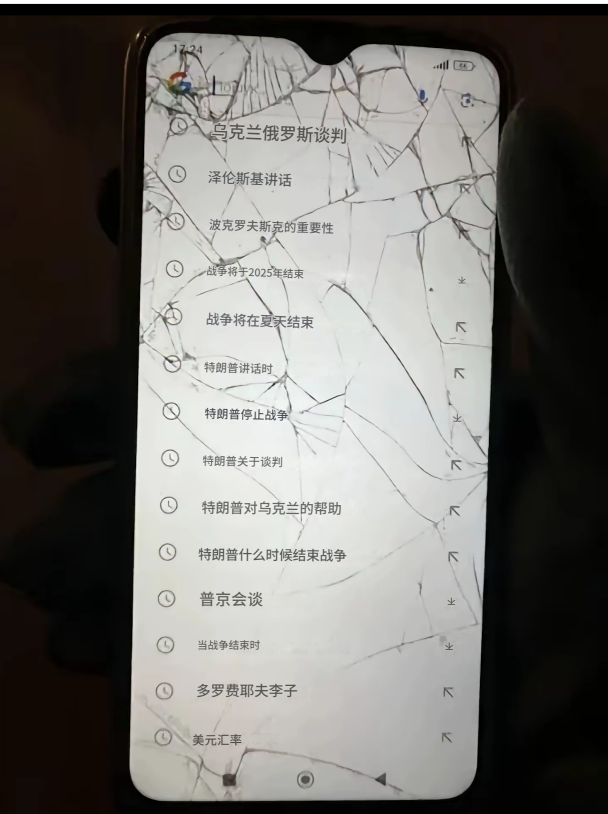 17:24
乌克兰俄罗斯谈判
泽伦斯基讲话
波克罗夫斯克的重要性
战争将于2025年结束
战争将在夏天结束
特朗普讲话时
特朗普停止战争
特朗普关于谈判
特朗普对乌克兰的帮助
特朗普什么时候结束战争
普京会谈
当战争结束时
多罗费耶夫李子
美元汇率